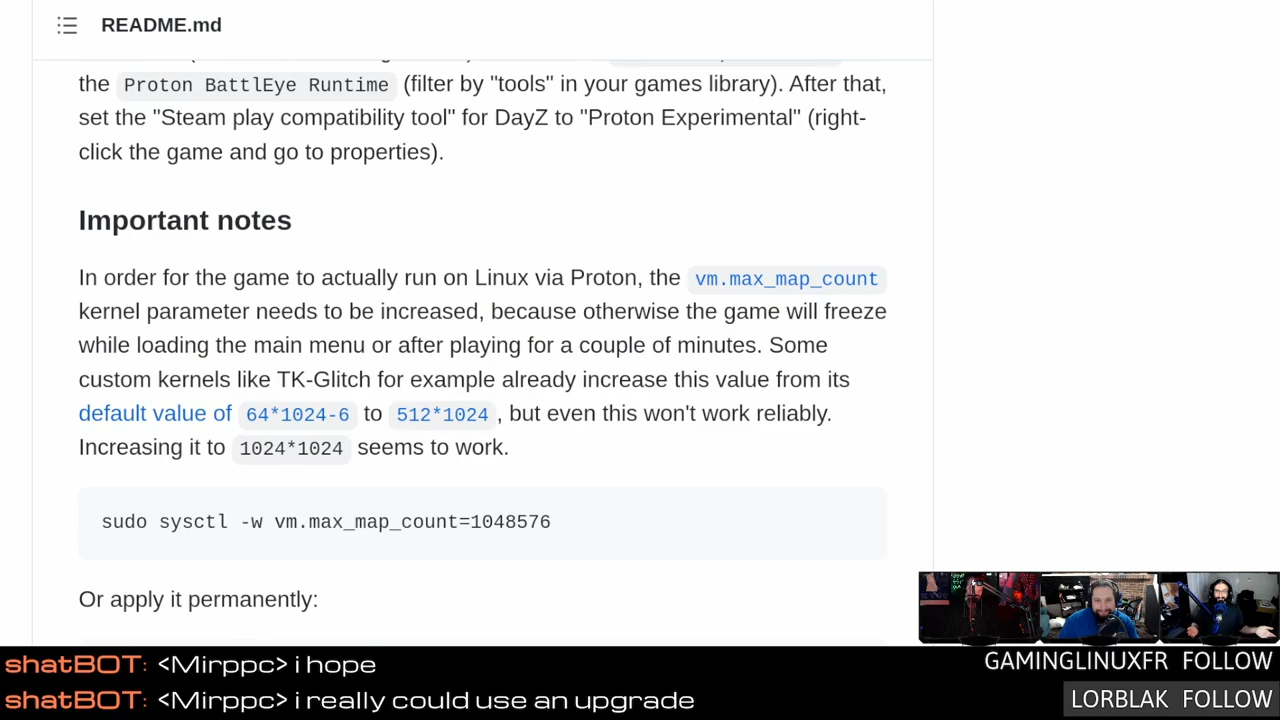 README.md
the Proton BattlEye Runtime (filter by "tools" in your games library). After that,
set the "Steam play compatibility tool" for DayZ to "Proton Experimental" (right-
click the game and go to properties).
Important notes
In order for the game to actually run on Linux via Proton, the vm.max_map_count
kernel parameter needs to be increased, because otherwise the game will freeze
while loading the main menu or after playing for a couple of minutes. Some
custom kernels like TK-Glitch for example already increase this value from its
default value of 64*1024-6 to 512*1024, but even this won't work reliably.
Increasing it to 1024*1024 seems to work.
sudo sysctl -w vm.max_map_count=1048576
Or apply it permanently:
shatBOT: <Mirppc> i hope
GAMINGLINUXFR FOLLOW
shatBOT: <Mirppc> i really could use an upgrade
LORBLAK FOLLOW